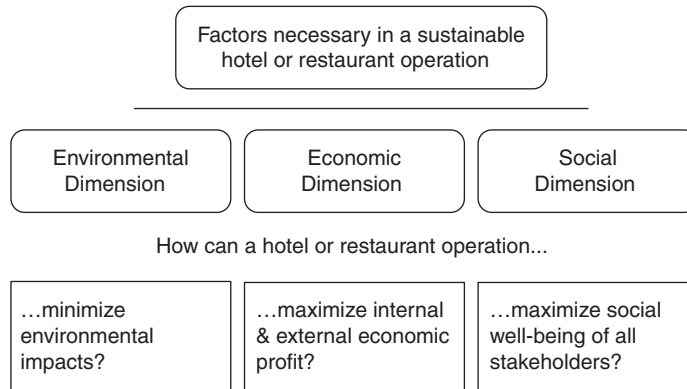 Factors necessary in a sustainable
hotel or restaurant operation
Environmental
Dimension
Economic
Dimension
Social
Dimension
How can a hotel or restaurant operation...
…minimize
environmental
impacts?
…maximize internal
& external economic
profit?
…maximize social
well-being of all
stakeholders?